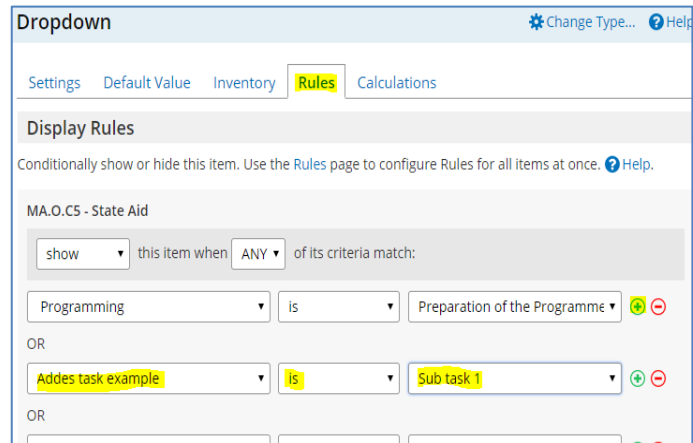 Dropdown Change Type... Help
Settings Default Value Inventory Rules Calculations
Display Rules
Conditionally show or hide this item. Use the Rules page to configure Rules for all items at once. Help.
MA.O.C5 - State Aid
show this item when ANY of its criteria match:
Programming is Preparation of the Programme
OR
Addes task example is Sub task 1
OR